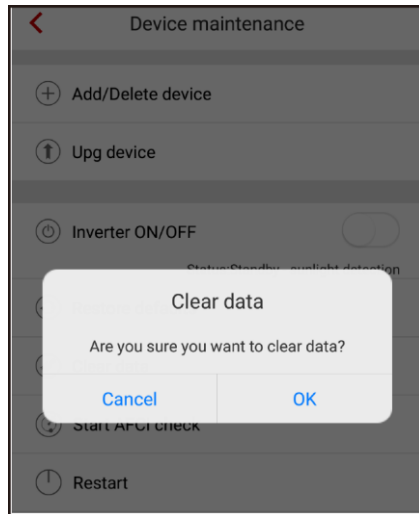 Device maintenance
Add/Delete device
Upg device
Inverter ON/OFF
Status:Standby sunlight detection
Clear data
Are you sure you want to clear data?
Cancel OK
Start AFCI check
Restart